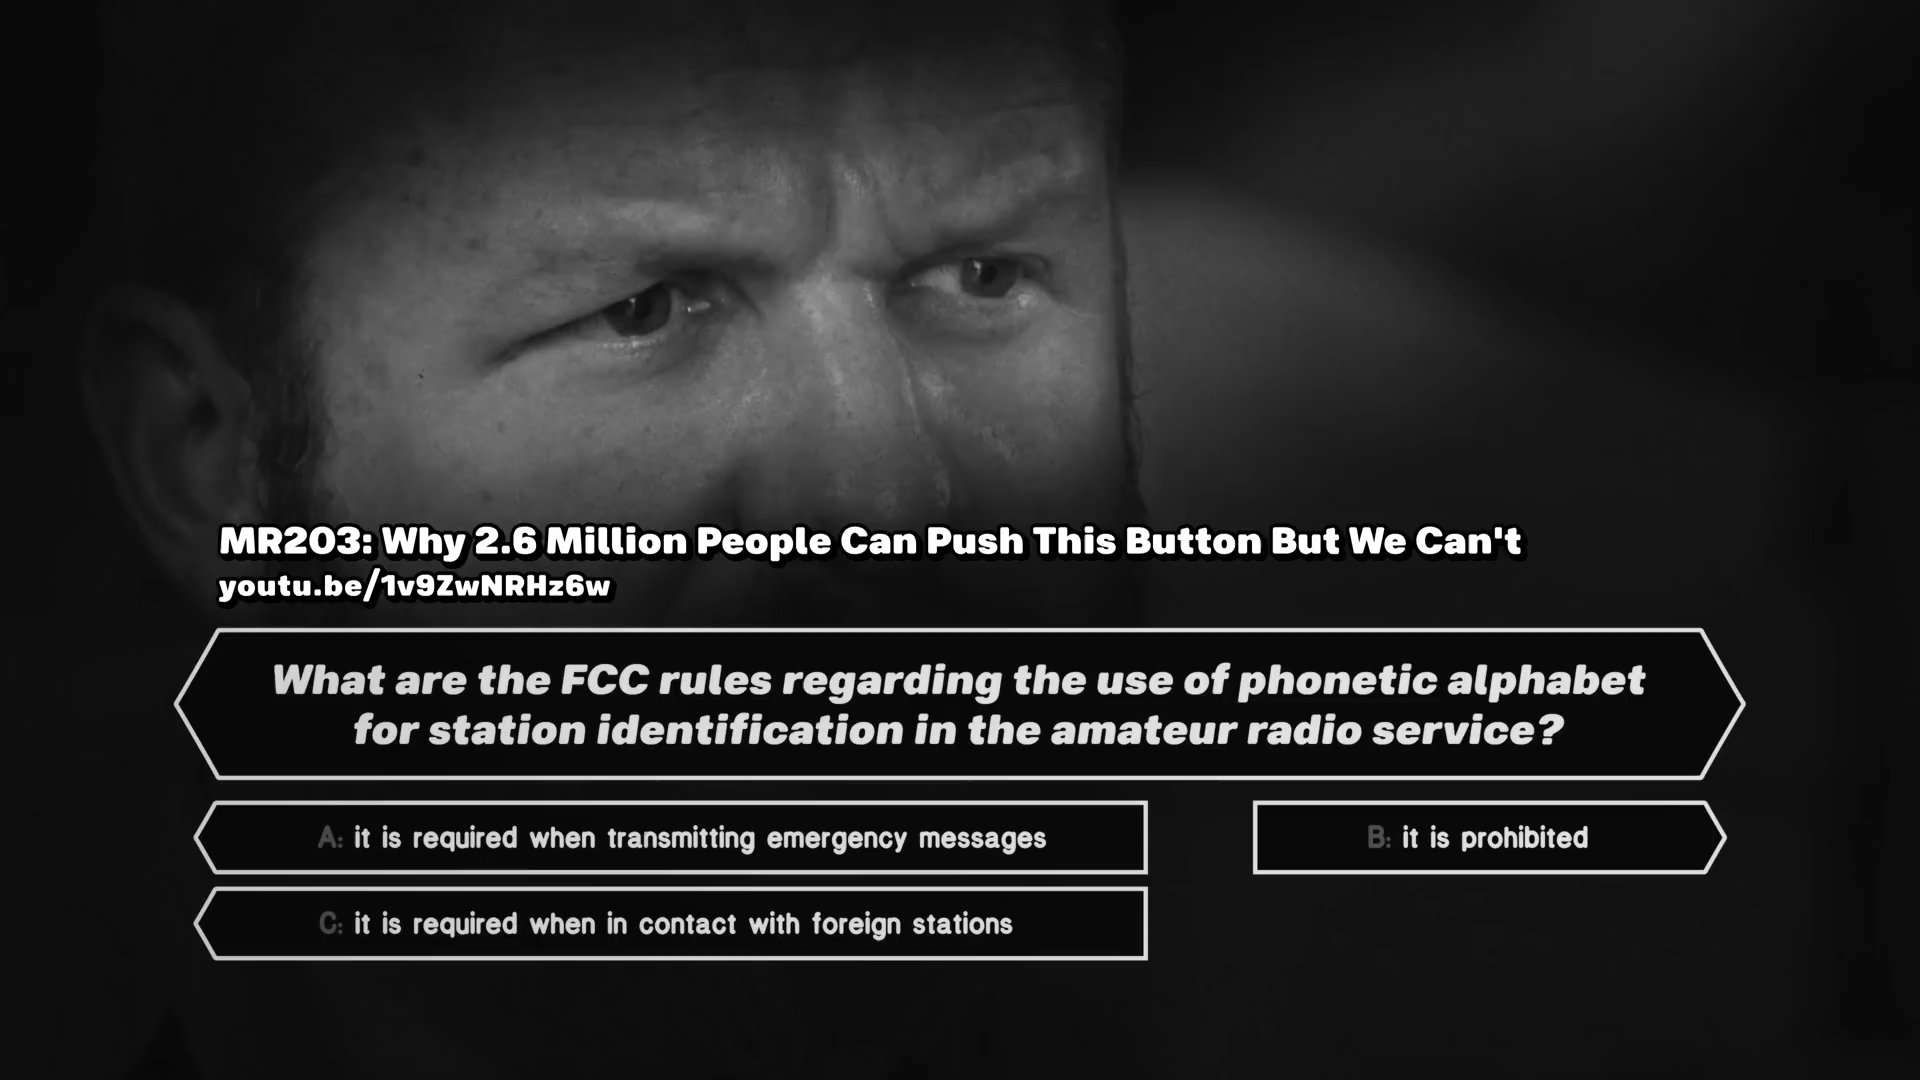 MR203: Why 2.6 Million People Can Push This Button But We Can't
youtu.be/1v9ZwNRHz6w
What are the FCC rules regarding the use of phonetic alphabet
for station identification in the amateur radio service?
A: it is required when transmitting emergency messages
B: it is prohibited
C: it is required when in contact with foreign stations